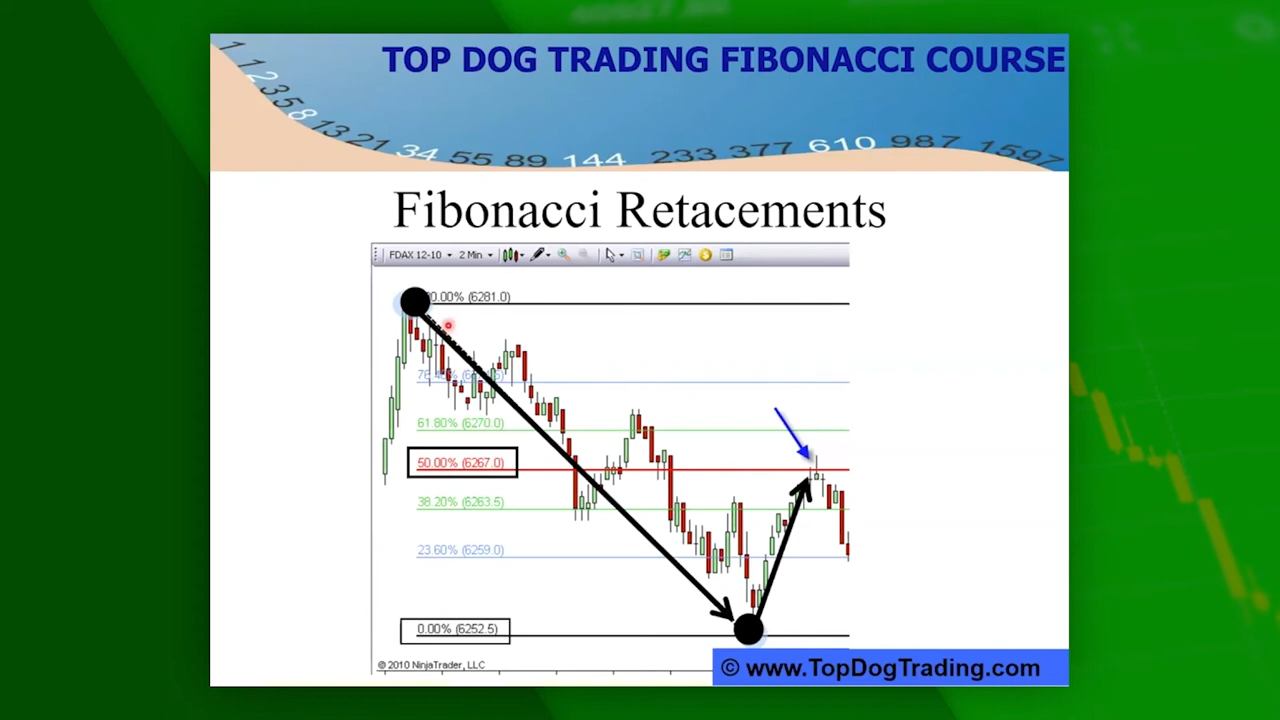 TOP DOG TRADING FIBONACCI COURSE
1 1 2 3 5 8 13 21 34 55 89 144 233 377 610 987 1597
Fibonacci Retacements
FDAX 12-10 2 Min
0.00% (6281.0)
61.80% (6270.0)
50.00% (6267.0)
38.20% (6263.5)
23.60% (6259.0)
0.00% (6252.5)
© 2010 NinjaTrader, LLC
© www.TopDogTrading.com